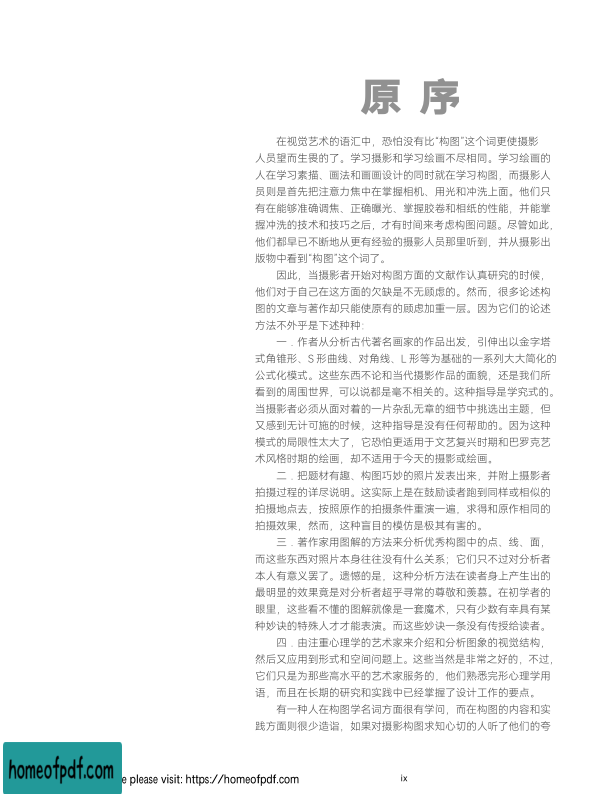 原 序
在视觉艺术的语汇中，恐怕没有比“构图”这个词更使摄影
人员望而生畏的了。学习摄影和学习绘画不尽相同。学习绘画的
人在学习素描、画法和画画设计的同时就在学习构图，而摄影人
员则是首先把注意力焦中在掌握相机、用光和冲洗上面。他们只
有在能够准确调焦、正确曝光、掌握胶卷和相纸的性能，并能掌
握冲洗的技术和技巧之后，才有时间来考虑构图问题。尽管如此，
他们都早已不断地从更有经验的摄影人员那里听到，并从摄影出
版物中看到“构图”这个词了。
因此，当摄影者开始对构图方面的文献作认真研究的时候，
他们对于自己在这方面的欠缺是不无顾虑的。然而，很多论述构
图的文章与著作却只能使原有的顾虑加重一层。因为它们的论述
方法不外乎是下述种种：
一．作者从分析古代著名画家的作品出发，引伸出以金字塔
式角锥形、S 形曲线、对角线、L 形等为基础的一系列大大简化的
公式化模式。这些东西不论和当代摄影作品的面貌，还是我们所
看到的周围世界，可以说都是毫不相关的。这种指导是学究式的。
当摄影者必须从面对着的一片杂乱无章的细节中挑选出主题，但
又感到无计可施的时候，这种指导是没有任何帮助的。因为这种
模式的局限性太大了，它恐怕更适用于文艺复兴时期和巴罗克艺
术风格时期的绘画，却不适用于今天的摄影或绘画。
二．把题材有趣、构图巧妙的照片发表出来，并附上摄影者
拍摄过程的详尽说明。这实际上是在鼓励读者跑到同样或相似的
拍摄地点去，按照原作的拍摄条件重演一遍，求得和原作相同的
拍摄效果，然而，这种盲目的模仿是极其有害的。
三．著作家用图解的方法来分析优秀构图中的点、线、面，
而这些东西对照片本身往往没有什么关系；它们只不过对分析者
本人有意义罢了。遗憾的是，这种分析方法在读者身上产生出的
最明显的效果竟是对分析者超乎寻常的尊敬和羡慕。在初学者的
眼里，这些看不懂的图解就像是一套魔术，只有少数有幸具有某
种妙诀的特殊人才才能表演。而这些妙诀一条没有传授给读者。
四．由注重心理学的艺术家来介绍和分析图象的视觉结构，
然后又应用到形式和空间问题上。这些当然是非常之好的，不过，
它们只是为那些高水平的艺术家服务的，他们熟悉完形心理学用
语，而且在长期的研究和实践中已经掌握了设计工作的要点。
有一种人在构图学名词方面很有学问，而在构图的内容和实
践方面则很少造诣，如果对摄影构图求知心切的人听了他们的夸
homeofpdf.com
e please visit: https://homeofpdf.com
ix